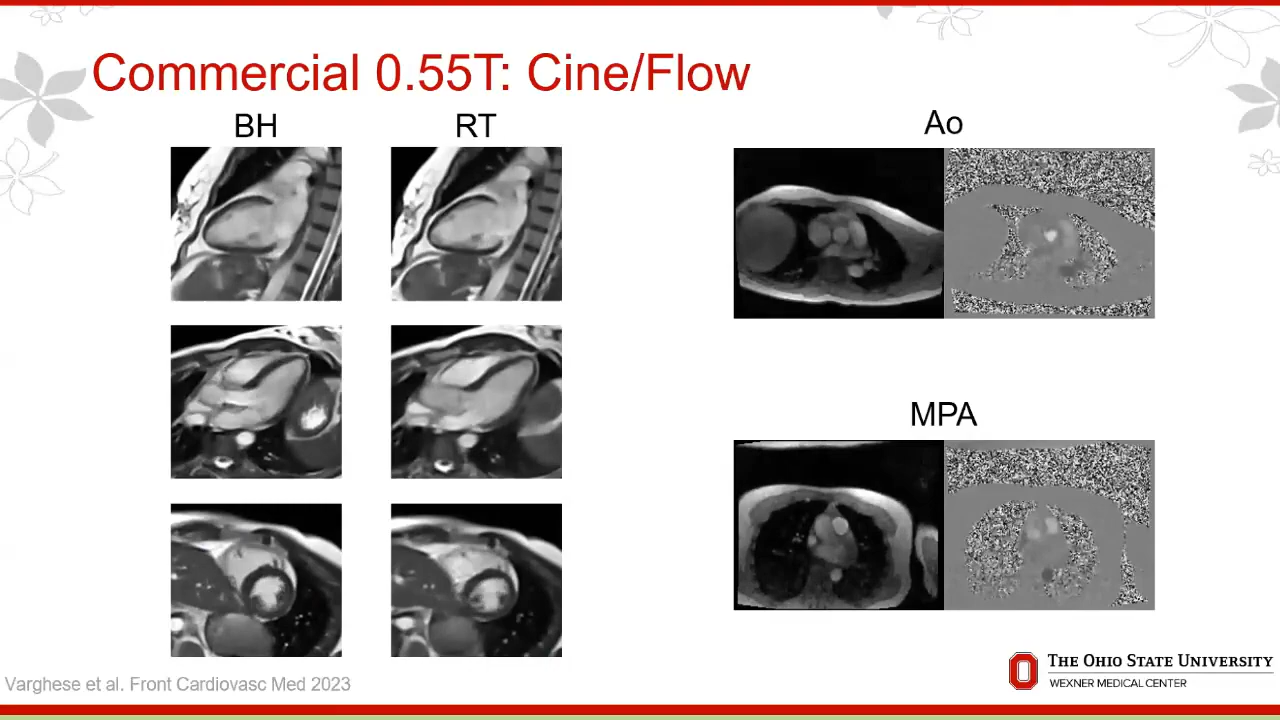 Commercial 0.55T: Cine/Flow
BH
RT
Ao
MPA
Varghese et al. Front Cardiovasc Med 2023
THE OHIO STATE UNIVERSITY
WEXNER MEDICAL CENTER